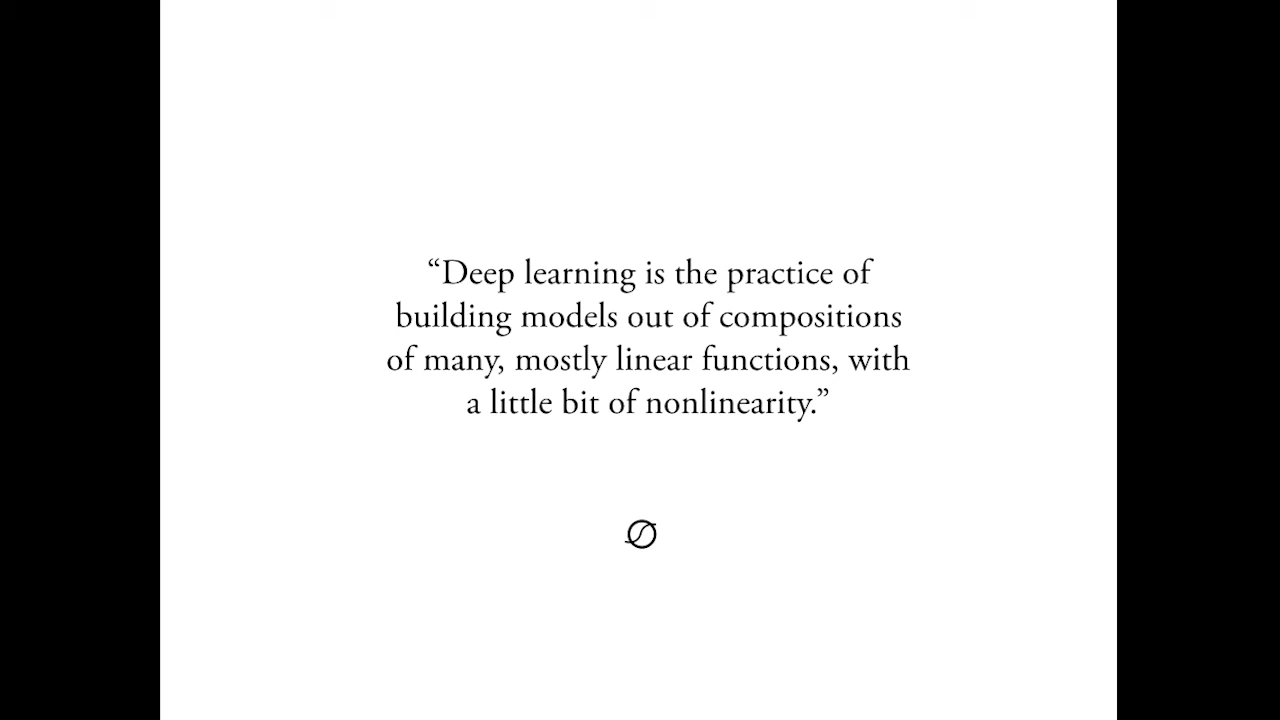 “Deep learning is the practice of
building models out of compositions
of many, mostly linear functions, with
a little bit of nonlinearity.”